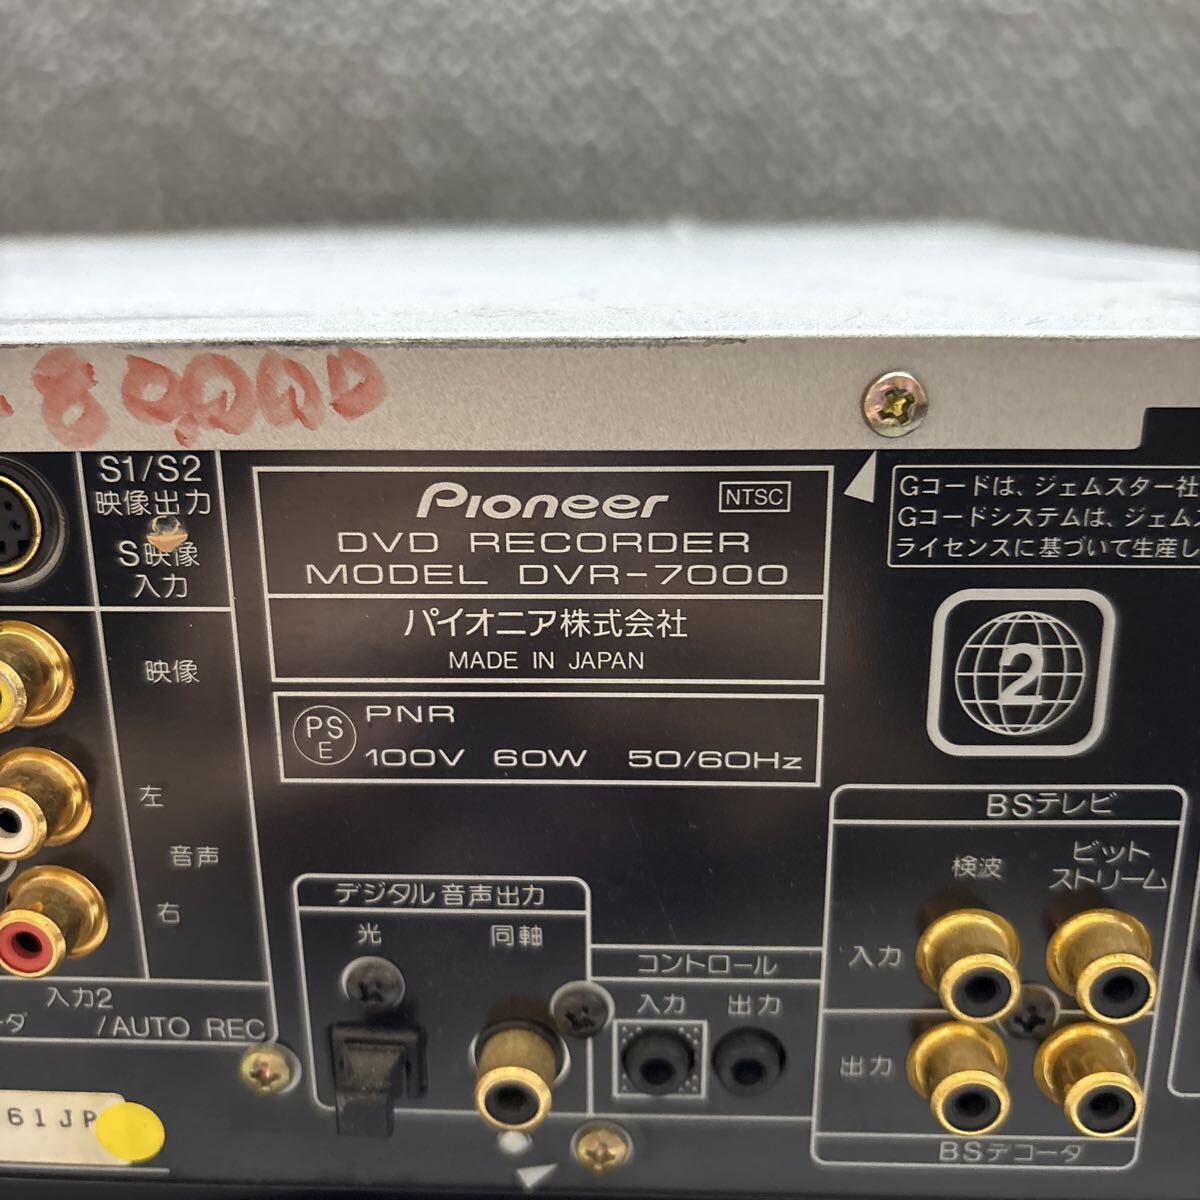 80,000
S1/S2
映像出力
S映像
入力
Pioneer
NTSC
DVD RECORDER
MODEL DVR-7000
パイオニア株式会社
MADE IN JAPAN
PS
E
PNR
100V 60W 50/60Hz
Gコードは、ジェムスター社
Gコードシステムは、ジェム
ライセンスに基づいて生産し
2
映像
左
音声
右
入力2
/AUTO REC
61JP
デジタル音声出力
光
同軸
コントロール
入力
出力
BSテレビ
検波
ビット
ストリーム
入力
出力
BSデコーダ